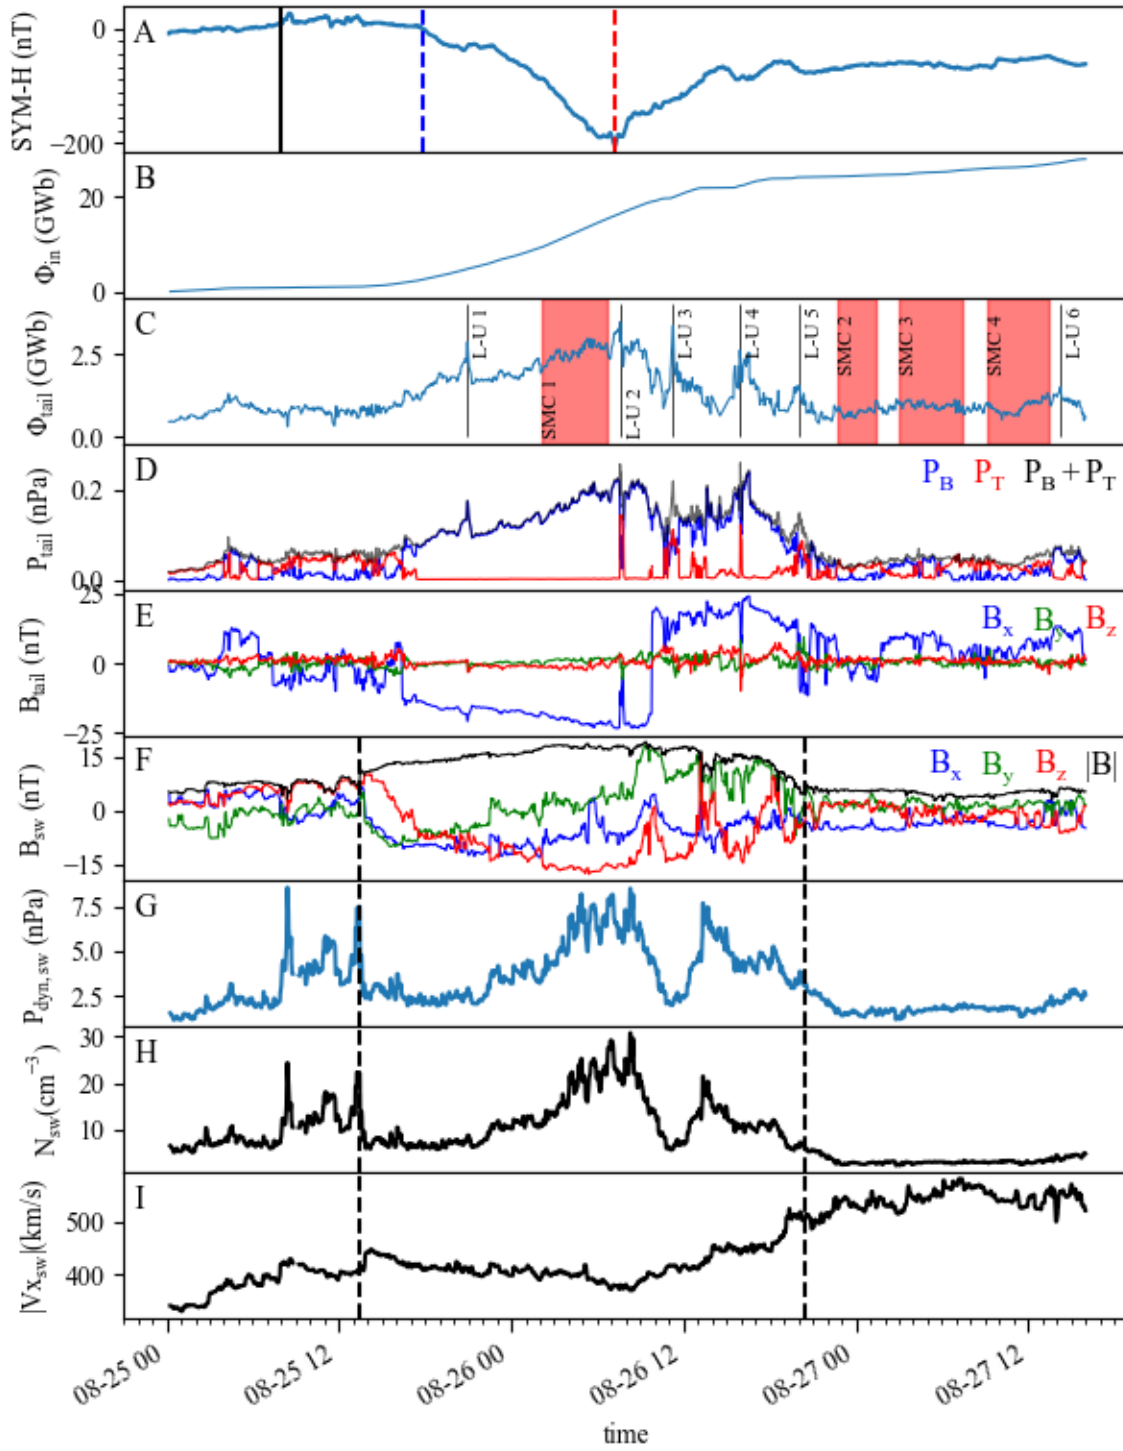 A
SYM-H (nT)
0
−200
B
Φin (GWb)
20
0
C
Φtail (GWb)
2.5
0.0
L-U 1
SMC 1
L-U 2
L-U 3
L-U 4
L-U 5
SMC 2
SMC 3
SMC 4
L-U 6
D
Ptail (nPa)
0.2
0.0
PB PT PB + PT
E
Btail (nT)
25
0
−25
Bx By Bz
F
Bsw (nT)
15
0
−15
Bx By Bz |B|
G
Pdyn, sw (nPa)
7.5
5.0
2.5
H
Nsw(cm−3)
30
20
10
I
|Vxsw|(km/s)
500
400
08-25 00
08-25 12
08-26 00
08-26 12
08-27 00
08-27 12
time